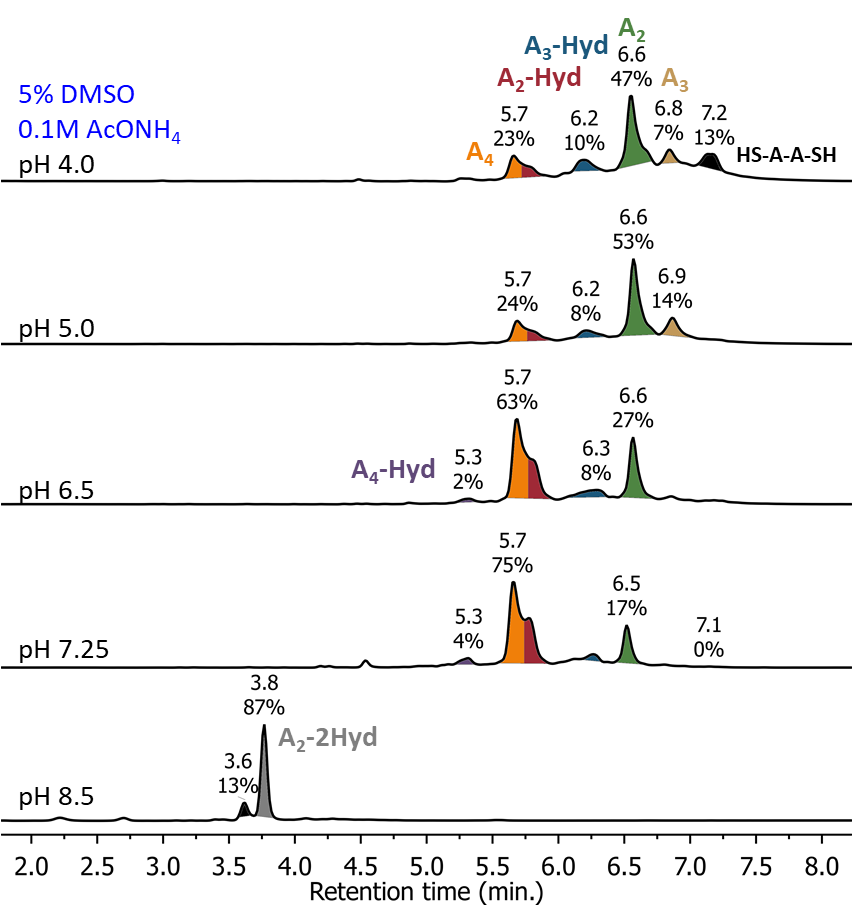 A₂
A₃-Hyd
6.6
5% DMSO
A₂-Hyd
47%
A₃
5.7
6.2
6.8
7.2
0.1M AcONH₄
23%
10%
7%
13%
pH 4.0
A₄
HS-A-A-SH
6.6
53%
5.7
6.2
6.9
24%
8%
14%
pH 5.0
5.7
6.6
63%
27%
A₄-Hyd
5.3
6.3
2%
8%
pH 6.5
5.7
75%
6.5
17%
5.3
7.1
4%
0%
pH 7.25
3.8
87%
A₂-2Hyd
3.6
13%
pH 8.5
2.0 2.5 3.0 3.5 4.0 4.5 5.0 5.5 6.0 6.5 7.0 7.5 8.0
Retention time (min.)